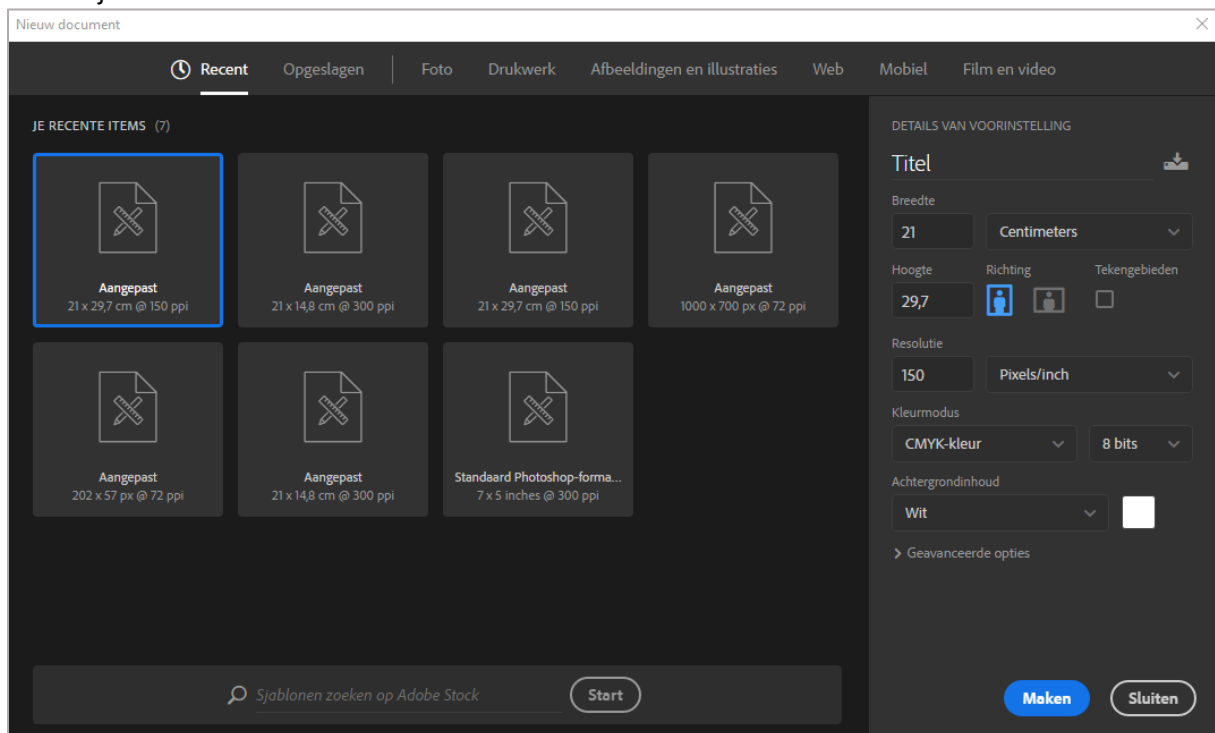 Nieuw document
Recent Opgeslagen Foto Drukwerk Afbeeldingen en illustraties Web Mobiel Film en video
JE RECENTE ITEMS (7)
Aangepast
21 x 29,7 cm @ 150 ppi
Aangepast
21 x 14,8 cm @ 300 ppi
Aangepast
21 x 29,7 cm @ 150 ppi
Aangepast
1000 x 700 px @ 72 ppi
Aangepast
202 x 57 px @ 72 ppi
Aangepast
21 x 14,8 cm @ 300 ppi
Standaard Photoshop-forma...
7 x 5 inches @ 300 ppi
Sjablonen zoeken op Adobe Stock Start
DETAILS VAN VOORINSTELLING
Titel
Breedte
21 Centimeters
Hoogte Richting Tekengebieden
29,7
Resolutie
150 Pixels/inch
Kleurmodus
CMYK-kleur 8 bits
Achtergrondinhoud
Wit
Geavanceerde opties
Maken Sluiten